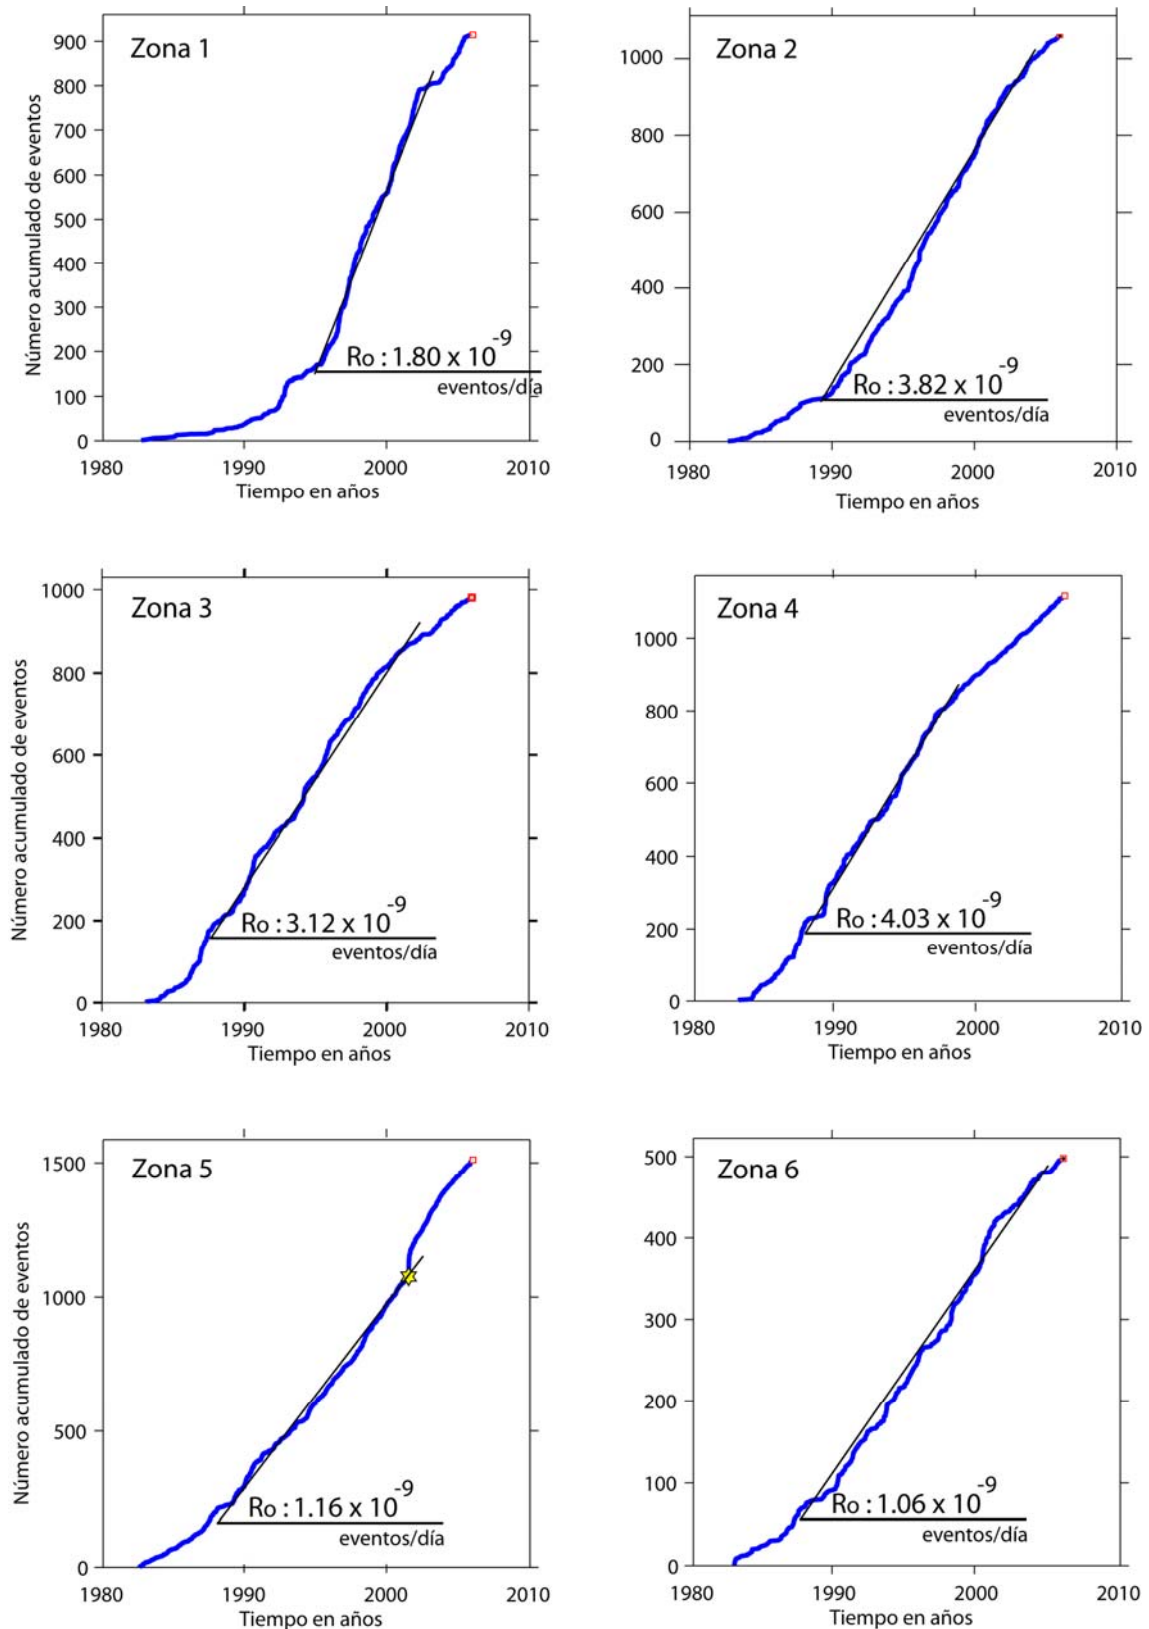 Zona 1
Número acumulado de eventos
900
800
700
600
500
400
300
200
100
0
Ro : 1.80 x 10⁻⁹
eventos/día
1980 1990 2000 2010
Tiempo en años
Zona 2
1000
800
600
400
200
0
Ro : 3.82 x 10⁻⁹
eventos/día
1980 1990 2000 2010
Tiempo en años
Zona 3
Número acumulado de eventos
1000
800
600
400
200
0
Ro : 3.12 x 10⁻⁹
eventos/día
1980 1990 2000 2010
Tiempo en años
Zona 4
1000
800
600
400
200
0
Ro : 4.03 x 10⁻⁹
eventos/día
1980 1990 2000 2010
Tiempo en años
Zona 5
Número acumulado de eventos
1500
1000
500
0
Ro : 1.16 x 10⁻⁹
eventos/día
1980 1990 2000 2010
Tiempo en años
Zona 6
500
400
300
200
100
0
Ro : 1.06 x 10⁻⁹
eventos/día
1980 1990 2000 2010
Tiempo en años